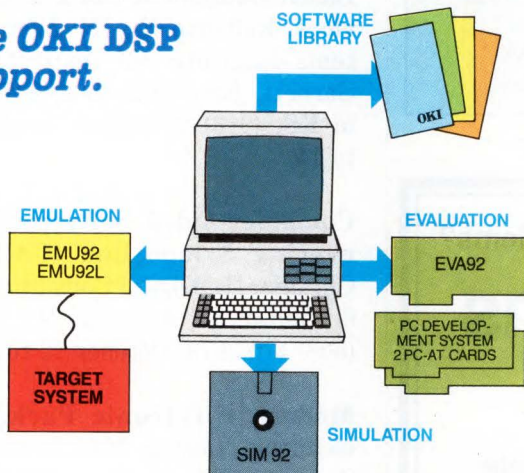 OKI DSP
SOFTWARE
LIBRARY
OKI
EMULATION
EMU92
EMU92L
TARGET
SYSTEM
EVALUATION
EVA92
PC DEVELOP-
MENT SYSTEM
2 PC-AT CARDS
SIM 92
SIMULATION